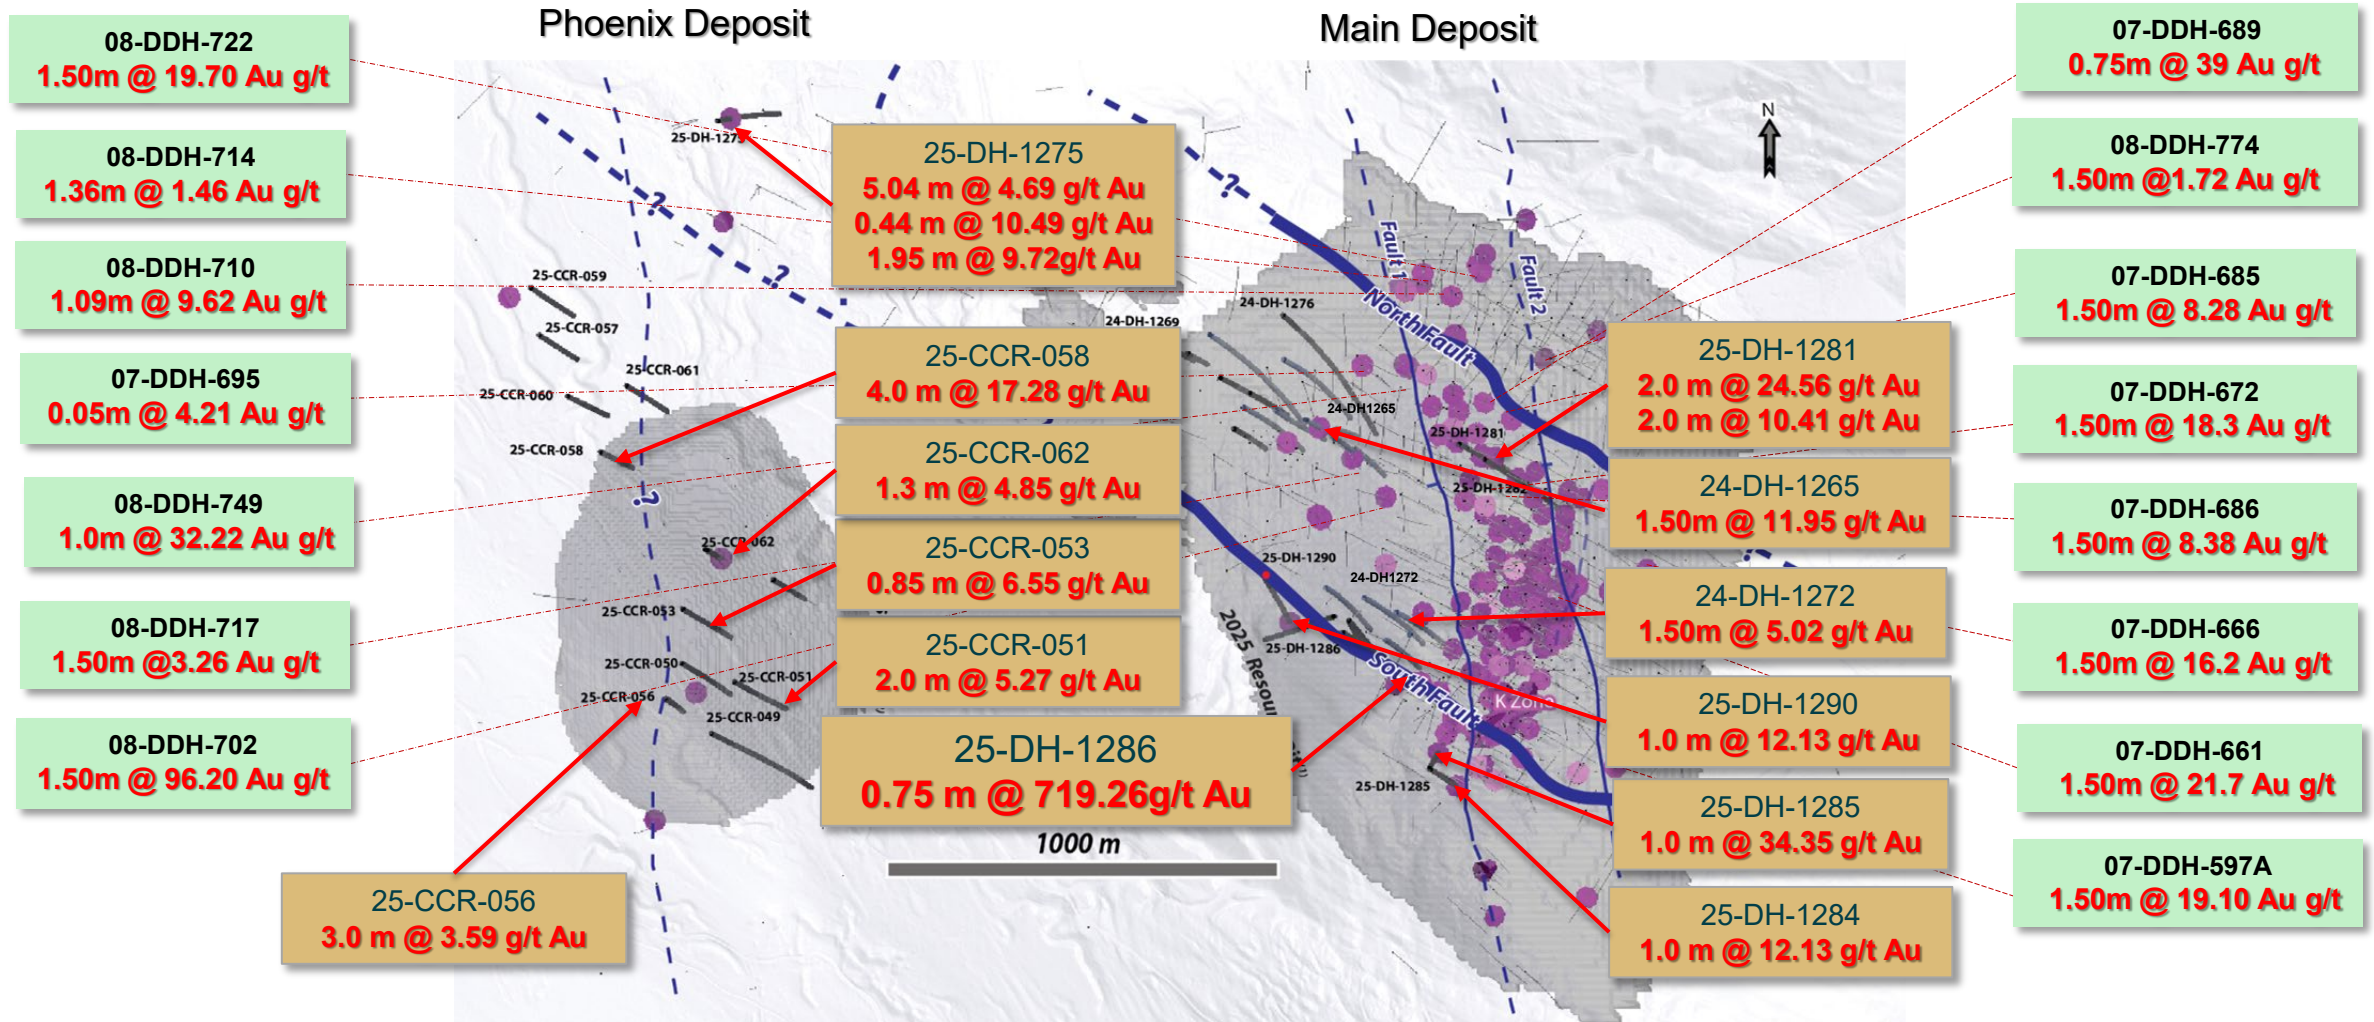 Phoenix Deposit
Main Deposit
08-DDH-722
1.50m @ 19.70 Au g/t
08-DDH-714
1.36m @ 1.46 Au g/t
08-DDH-710
1.09m @ 9.62 Au g/t
07-DDH-695
0.05m @ 4.21 Au g/t
08-DDH-749
1.0m @ 32.22 Au g/t
08-DDH-717
1.50m @3.26 Au g/t
08-DDH-702
1.50m @ 96.20 Au g/t
25-CCR-056
3.0 m @ 3.59 g/t Au
25-DH-1275
25-CCR-059
25-CCR-057
25-CCR-061
25-CCR-060
25-CCR-058
25-CCR-062
25-CCR-053
25-CCR-050
25-CCR-051
25-CCR-056
25-CCR-049
?
?
?
?
25-DH-1275
5.04 m @ 4.69 g/t Au
0.44 m @ 10.49 g/t Au
1.95 m @ 9.72g/t Au
25-CCR-058
4.0 m @ 17.28 g/t Au
25-CCR-062
1.3 m @ 4.85 g/t Au
25-CCR-053
0.85 m @ 6.55 g/t Au
25-CCR-051
2.0 m @ 5.27 g/t Au
25-DH-1286
0.75 m @ 719.26g/t Au
1000 m
N
Fault 1
Fault 2
North Fault
South Fault
K Zone
2025 Resour
24-DH-1276
24-DH-1269
24-DH1265
25-DH-1281
25-DH-1282
25-DH-1290
24-DH1272
25-DH-1286
25-DH-1285
?
25-DH-1281
2.0 m @ 24.56 g/t Au
2.0 m @ 10.41 g/t Au
24-DH-1265
1.50m @ 11.95 g/t Au
24-DH-1272
1.50m @ 5.02 g/t Au
25-DH-1290
1.0 m @ 12.13 g/t Au
25-DH-1285
1.0 m @ 34.35 g/t Au
25-DH-1284
1.0 m @ 12.13 g/t Au
07-DDH-689
0.75m @ 39 Au g/t
08-DDH-774
1.50m @1.72 Au g/t
07-DDH-685
1.50m @ 8.28 Au g/t
07-DDH-672
1.50m @ 18.3 Au g/t
07-DDH-686
1.50m @ 8.38 Au g/t
07-DDH-666
1.50m @ 16.2 Au g/t
07-DDH-661
1.50m @ 21.7 Au g/t
07-DDH-597A
1.50m @ 19.10 Au g/t